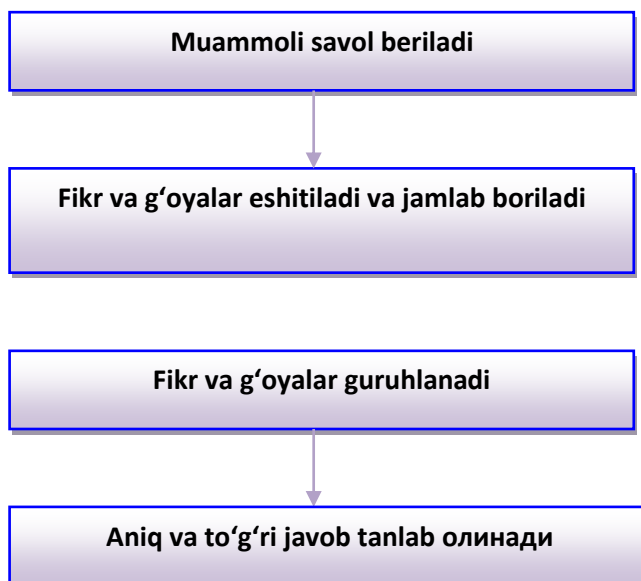 Muammoli savol beriladi
Fikr va g‘oyalar eshitiladi va jamlab boriladi
Fikr va g‘oyalar guruhlanadi
Aniq va to‘g‘ri javob tanlab олинади